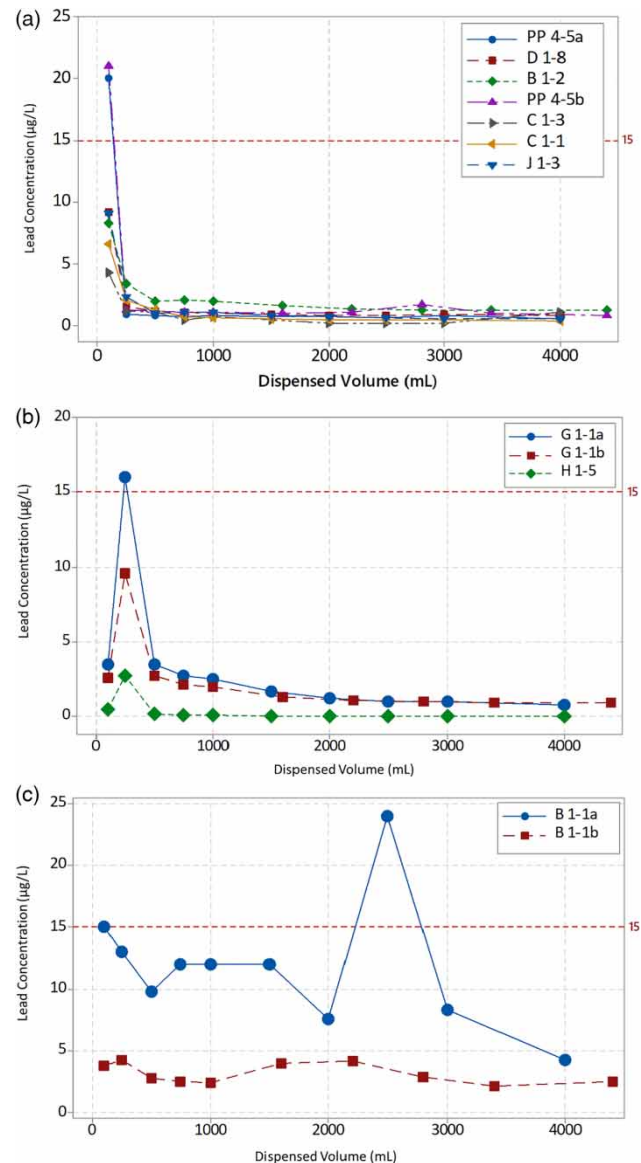 (a)
25
20
15
10
5
0
Lead Concentration (µg/L)
PP 4-5a
D 1-8
B 1-2
PP 4-5b
C 1-3
C 1-1
J 1-3
15
0
1000
2000
3000
4000
Dispensed Volume (mL)
(b)
20
15
10
5
0
Lead Concentration (µg/L)
G 1-1a
G 1-1b
H 1-5
15
0
1000
2000
3000
4000
Dispensed Volume (mL)
(c)
25
20
15
10
5
0
Lead Concentration (µg/L)
B 1-1a
B 1-1b
15
0
1000
2000
3000
4000
Dispensed Volume (mL)